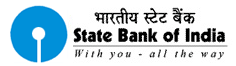 भारतीय स्टेट बैंक
State Bank of India
With you - all the way